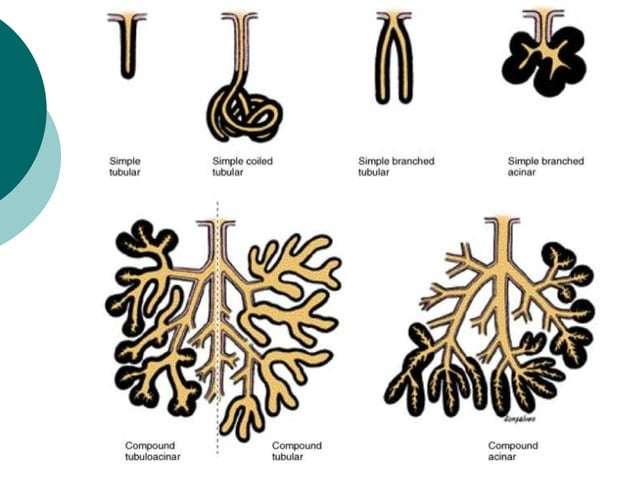 Simple
tubular
Simple coiled
tubular
Simple branched
tubular
Simple branched
acinar
Compound
tubuloacinar
Compound
tubular
Compound
acinar